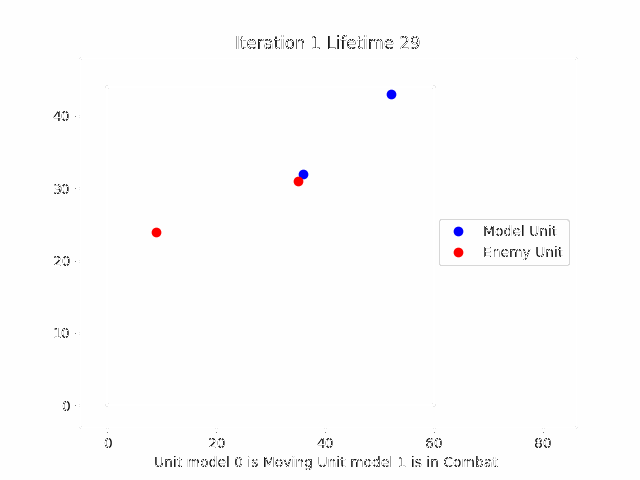 Iteration 1 Lifetime 29
40
30
20
10
0
Model Unit
Enemy Unit
0 20 40 60 80
Unit model 0 is Moving Unit model 1 is in Combat